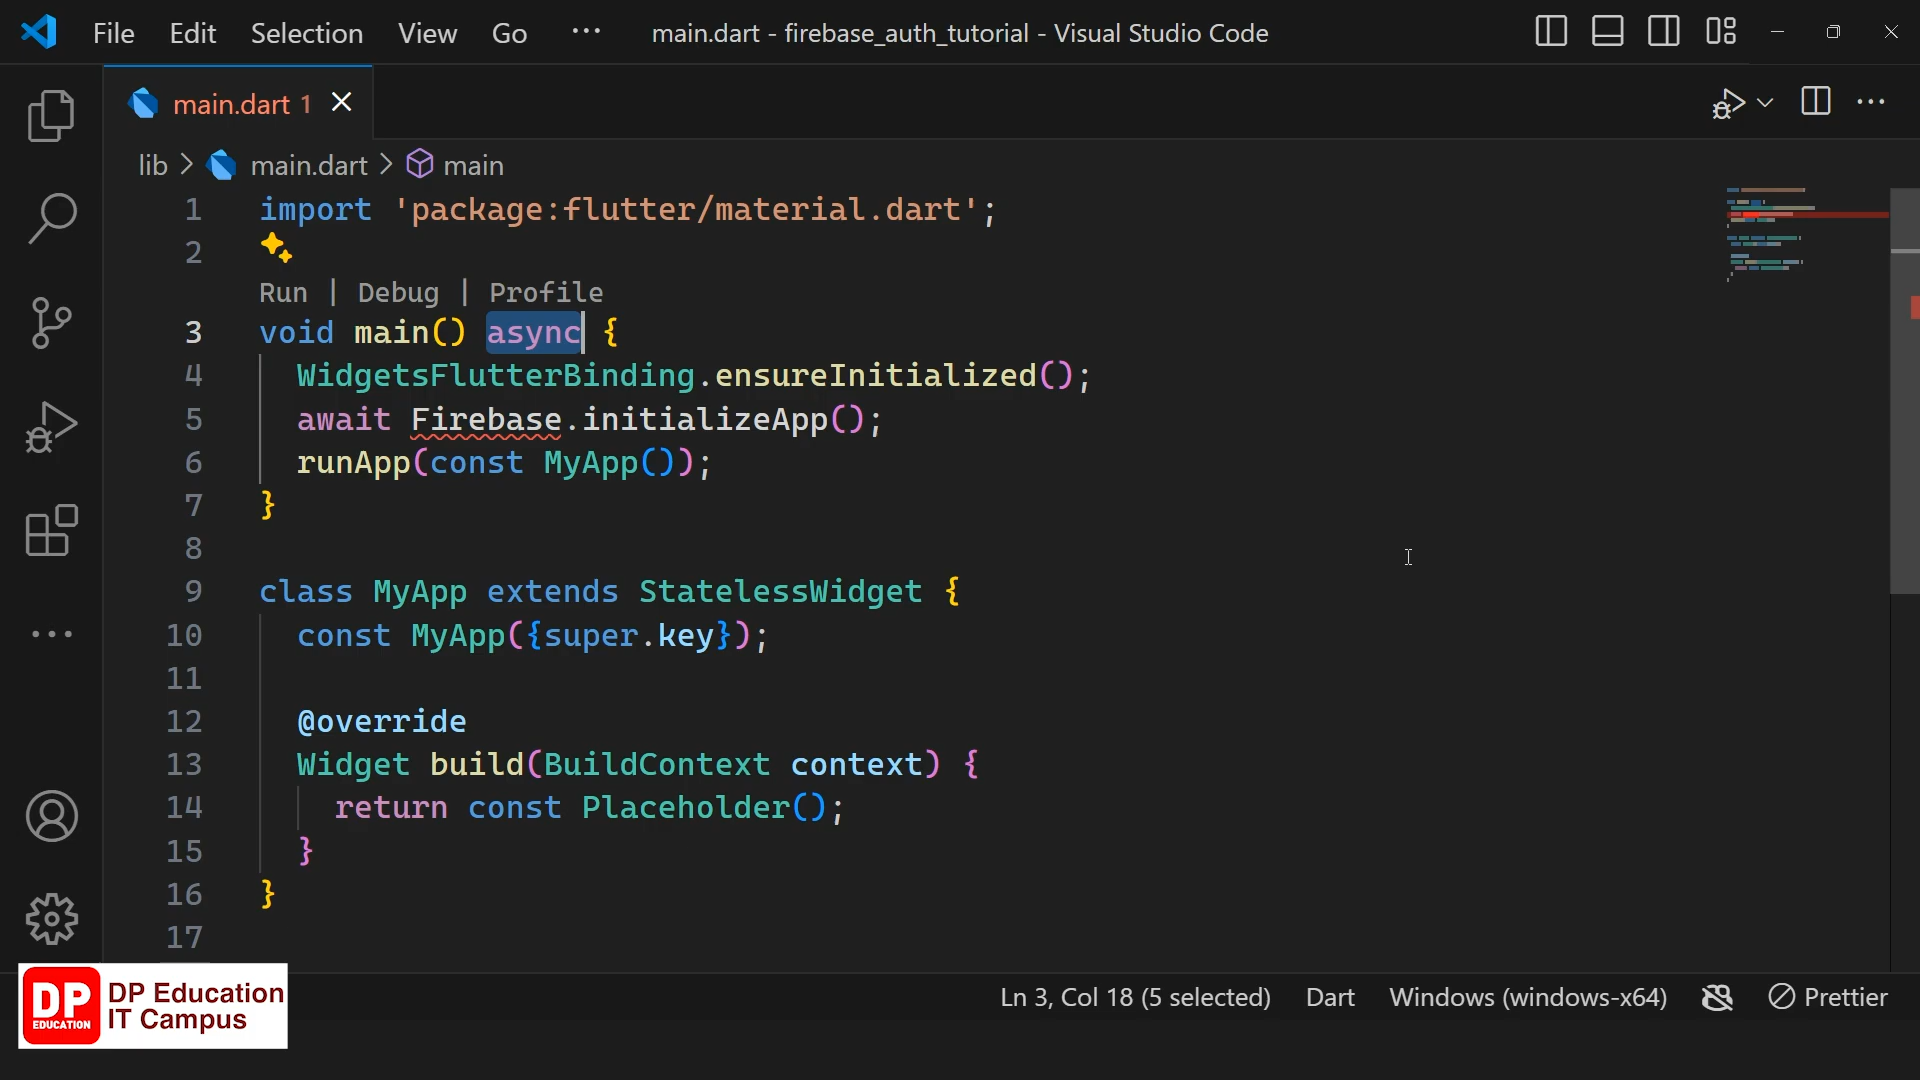 File Edit Selection View Go ··· main.dart - firebase_auth_tutorial - Visual Studio Code
main.dart 1
lib > main.dart > main
1 import 'package:flutter/material.dart';
2
Run | Debug | Profile
3 void main() async {
4 WidgetsFlutterBinding.ensureInitialized();
5 await Firebase.initializeApp();
6 runApp(const MyApp());
7 }
8
9 class MyApp extends StatelessWidget {
10 const MyApp({super.key});
11
12 @override
13 Widget build(BuildContext context) {
14 return const Placeholder();
15 }
16 }
17
DP EDUCATION
DP Education
IT Campus
Ln 3, Col 18 (5 selected) Dart Windows (windows-x64) Prettier